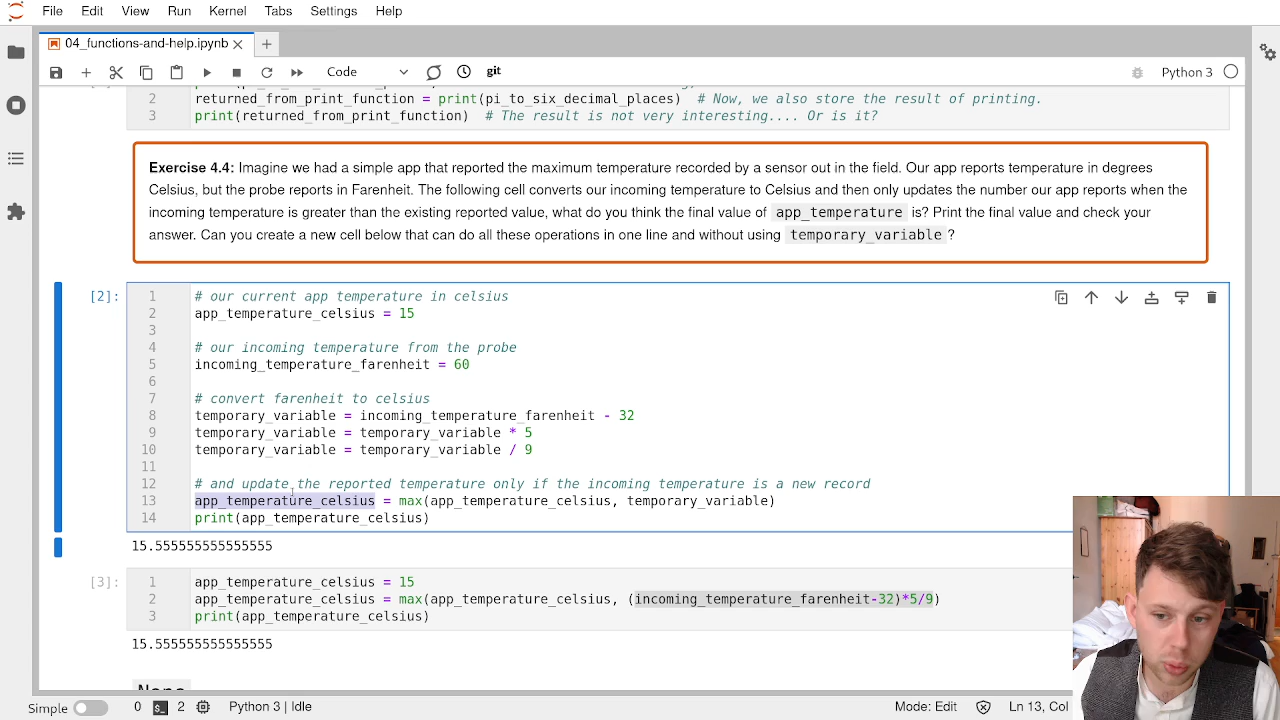 File Edit View Run Kernel Tabs Settings Help
04_functions-and-help.ipynb
Code
git
Python 3
2 returned_from_print_function = print(pi_to_six_decimal_places) # Now, we also store the result of printing.
3 print(returned_from_print_function) # The result is not very interesting.... Or is it?
Exercise 4.4: Imagine we had a simple app that reported the maximum temperature recorded by a sensor out in the field. Our app reports temperature in degrees
Celsius, but the probe reports in Farenheit. The following cell converts our incoming temperature to Celsius and then only updates the number our app reports when the
incoming temperature is greater than the existing reported value, what do you think the final value of app_temperature is? Print the final value and check your
answer. Can you create a new cell below that can do all these operations in one line and without using temporary_variable ?
[2]:
1 # our current app temperature in celsius
2 app_temperature_celsius = 15
3
4 # our incoming temperature from the probe
5 incoming_temperature_farenheit = 60
6
7 # convert farenheit to celsius
8 temporary_variable = incoming_temperature_farenheit - 32
9 temporary_variable = temporary_variable * 5
10 temporary_variable = temporary_variable / 9
11
12 # and update the reported temperature only if the incoming temperature is a new record
13 app_temperature_celsius = max(app_temperature_celsius, temporary_variable)
14 print(app_temperature_celsius)
15.555555555555555
[3]:
1 app_temperature_celsius = 15
2 app_temperature_celsius = max(app_temperature_celsius, (incoming_temperature_farenheit-32)*5/9)
3 print(app_temperature_celsius)
15.555555555555555
None
Simple 0 2 Python 3 | Idle Mode: Edit Ln 13, Col